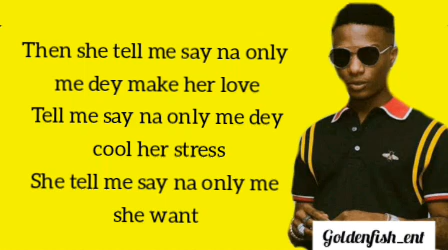 Then she tell me say na only
me dey make her love
Tell me say na only me dey
cool her stress
She tell me say na only me
she want
Goldenfish_ent